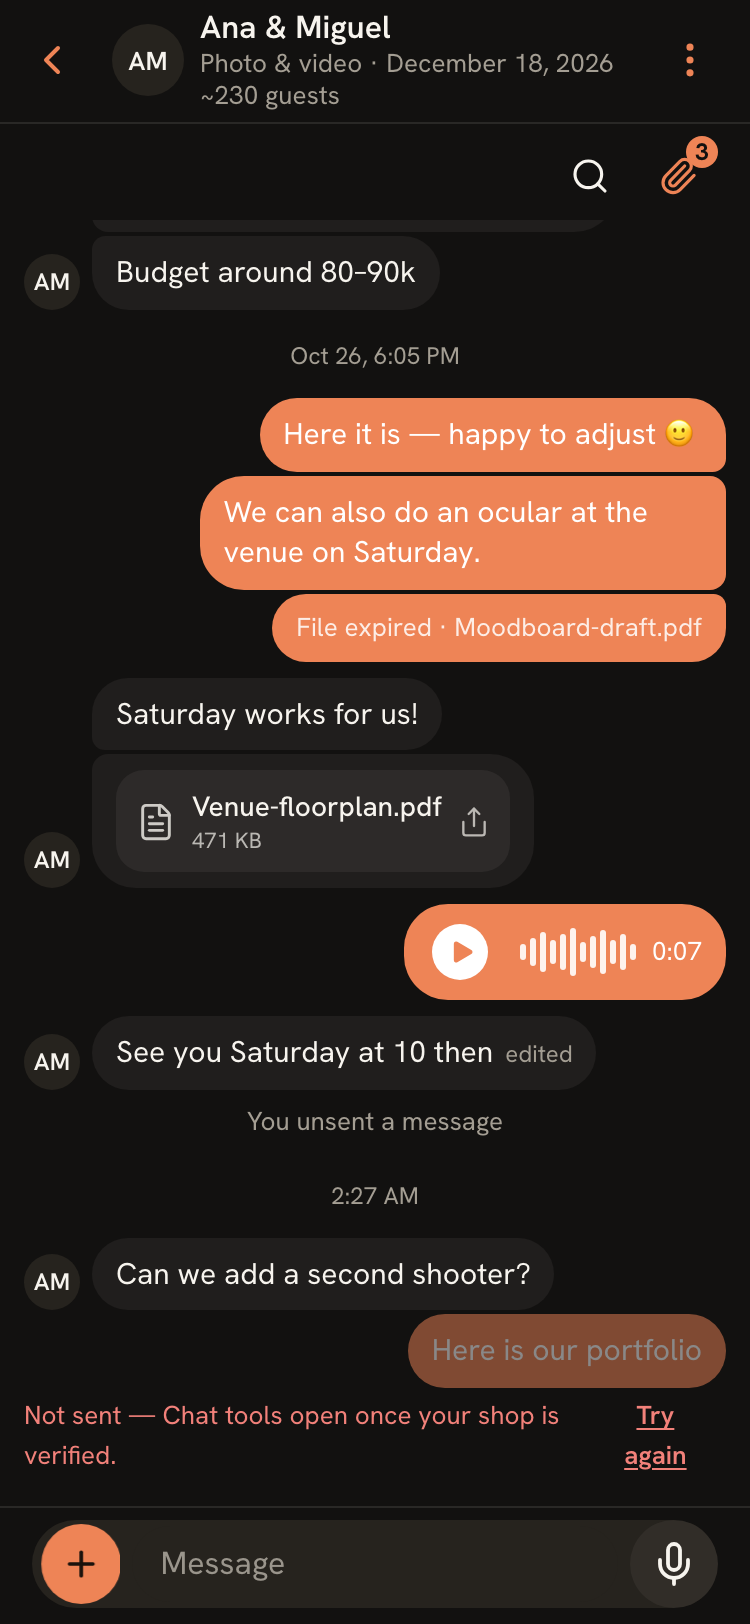 Ana & Miguel
AM
Photo & video · December 18, 2026
~230 guests
3
Budget around 80–90k
AM
Oct 26, 6:05 PM
Here it is — happy to adjust 🙂
We can also do an ocular at the
venue on Saturday.
File expired · Moodboard-draft.pdf
Saturday works for us!
Venue-floorplan.pdf
471 KB
AM
0:07
See you Saturday at 10 then edited
AM
You unsent a message
2:27 AM
Can we add a second shooter?
AM
Here is our portfolio
Not sent — Chat tools open once your shop is
verified.
Try
again
Message